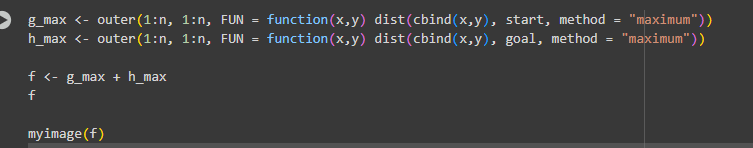 g_max <- outer(1:n, 1:n, FUN = function(x,y) dist(cbind(x,y), start, method = "maximum"))
h_max <- outer(1:n, 1:n, FUN = function(x,y) dist(cbind(x,y), goal, method = "maximum"))
f <- g_max + h_max
f
myimage(f)